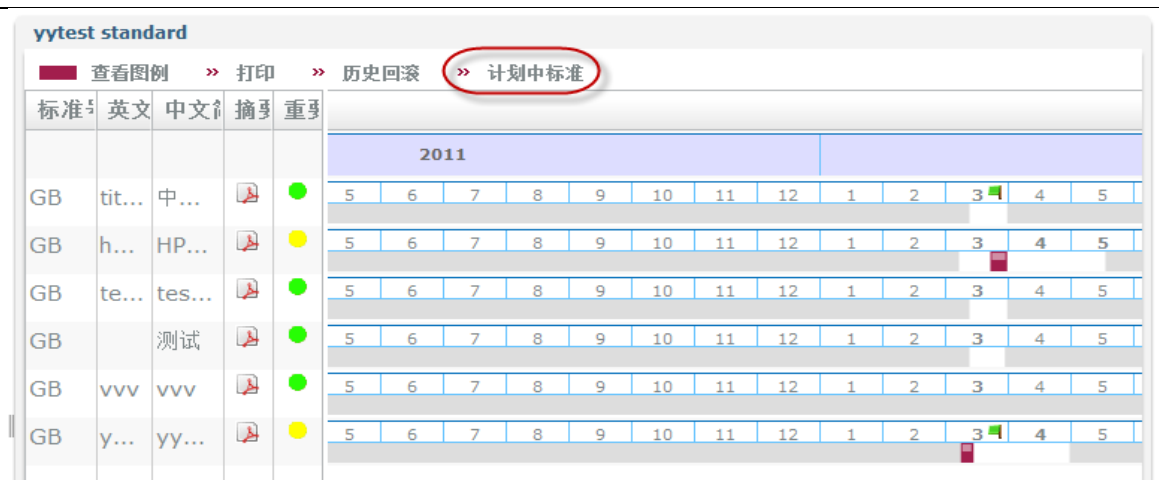 yytest standard
查看图例 » 打印 » 历史回滚 » 计划中标准
标准 英文 中文 摘要 重要
2011
GB tit... 中... 5 6 7 8 9 10 11 12 1 2 3 4 5
GB h... HP... 5 6 7 8 9 10 11 12 1 2 3 4 5
GB te... tes... 5 6 7 8 9 10 11 12 1 2 3 4 5
GB 测试 5 6 7 8 9 10 11 12 1 2 3 4 5
GB vvv vvv 5 6 7 8 9 10 11 12 1 2 3 4 5
GB y... yy... 5 6 7 8 9 10 11 12 1 2 3 4 5